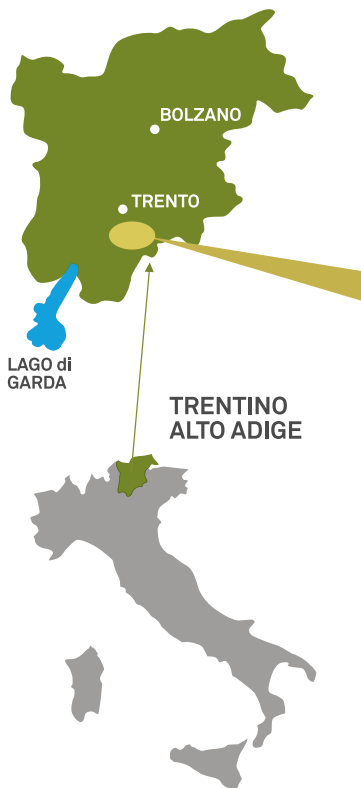 BOLZANO
TRENTO
LAGO di
GARDA
TRENTINO
ALTO ADIGE